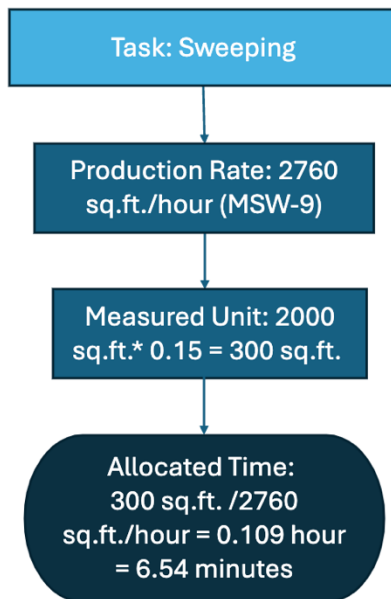 Task: Sweeping
Production Rate: 2760
sq.ft./hour (MSW-9)
Measured Unit: 2000
sq.ft.* 0.15 = 300 sq.ft.
Allocated Time:
300 sq.ft. /2760
sq.ft./hour = 0.109 hour
= 6.54 minutes